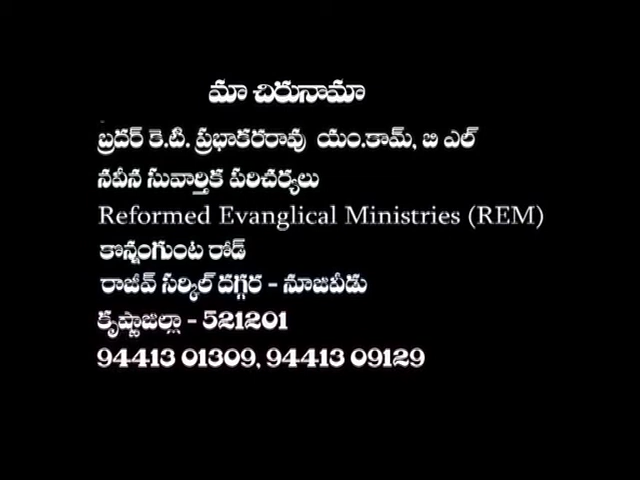 మా చిరునామా
బ్రదర్ కె.టి. ప్రభాకరరావు యం.కామ్, బి ఎల్
నవీన సువార్తిక పరిచర్యలు
Reformed Evanglical Ministries (REM)
కొన్నంగుంట రోడ్
రాజీవ్ సర్కిల్ దగ్గర - నూజివీడు
కృష్ణాజిల్లా - 521201
94413 01309, 94413 09129